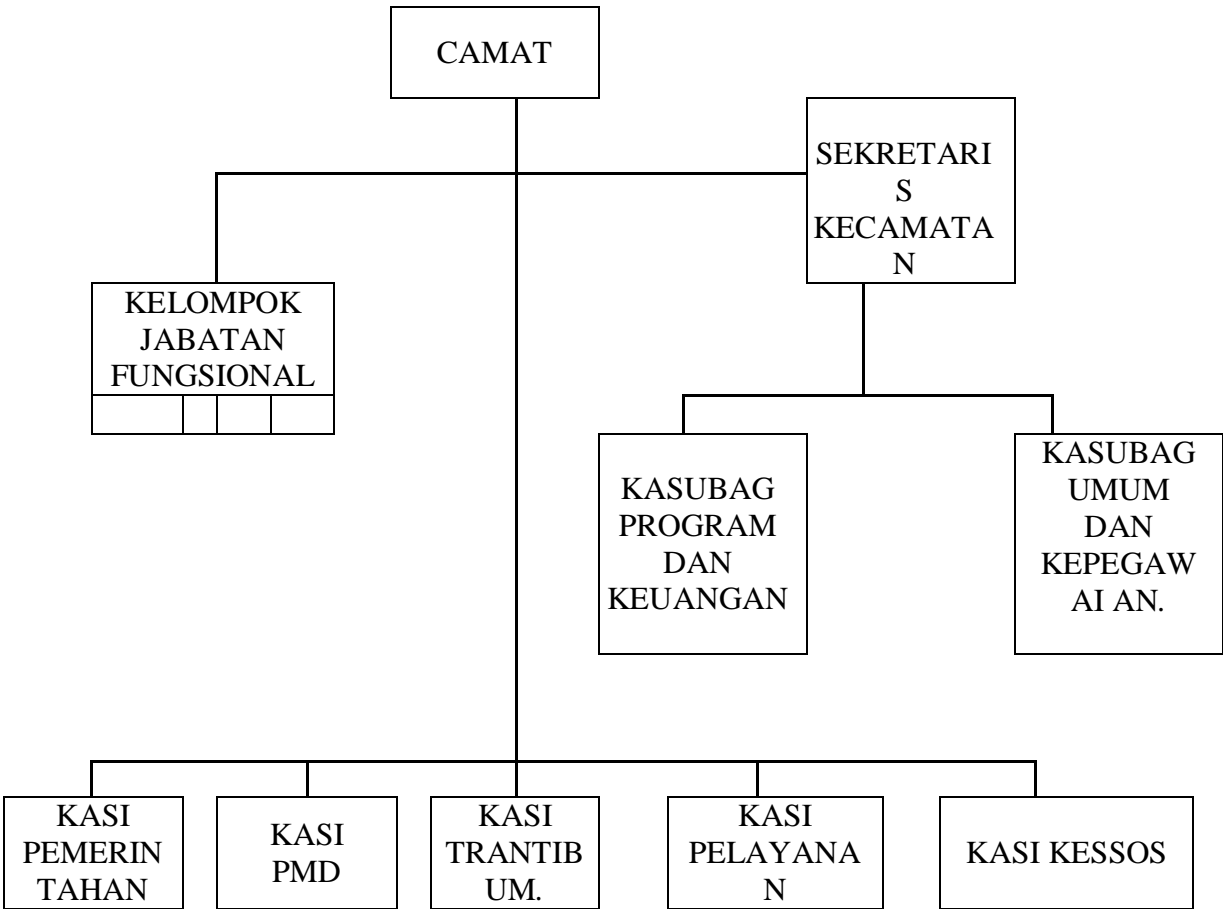 CAMAT
SEKRETARI
S
KECAMATA
N
KELOMPOK
JABATAN
FUNGSIONAL
KASUBAG
PROGRAM
DAN
KEUANGAN
KASUBAG
UMUM
DAN
KEPEGAW
AI AN.
KASI
PEMERIN
TAHAN
KASI
PMD
KASI
TRANTIB
UM.
KASI
PELAYANA
N
KASI KESSOS